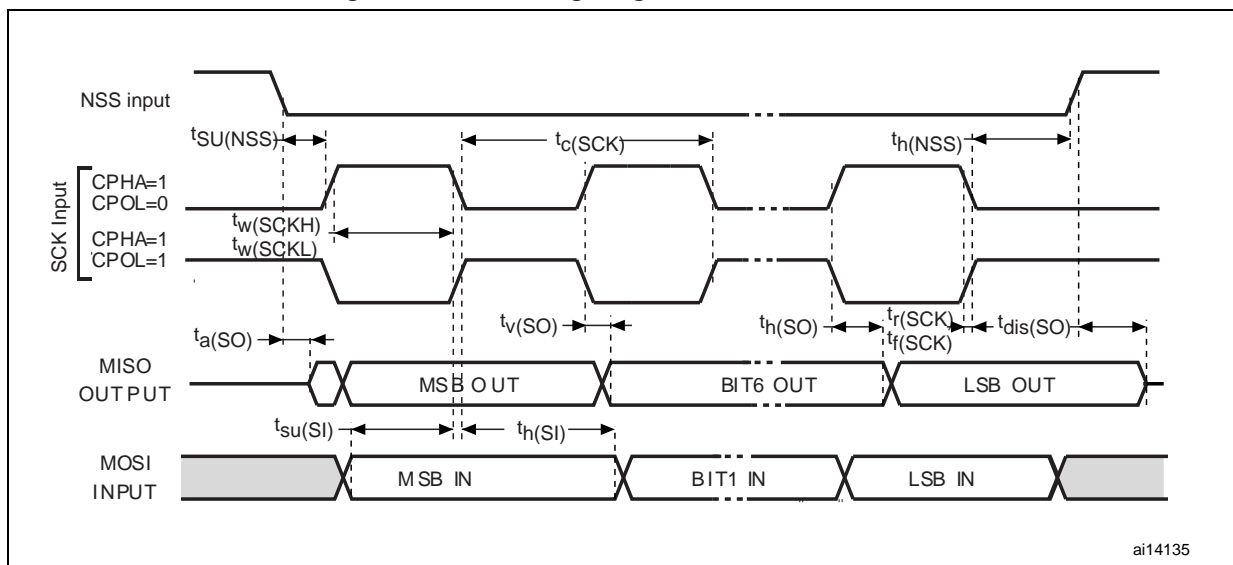 NSS input
tSU(NSS)
tc(SCK)
th(NSS)
SCK Input
CPHA=1
CPOL=0
tw(SCKH)
tw(SCKL)
CPHA=1
CPOL=1
ta(SO)
tv(SO)
th(SO)
tr(SCK)
tf(SCK)
tdis(SO)
MISO
OUTPUT
MSB OUT
BIT6 OUT
LSB OUT
tsu(SI)
th(SI)
MOSI
INPUT
MSB IN
BIT1 IN
LSB IN
ai14135